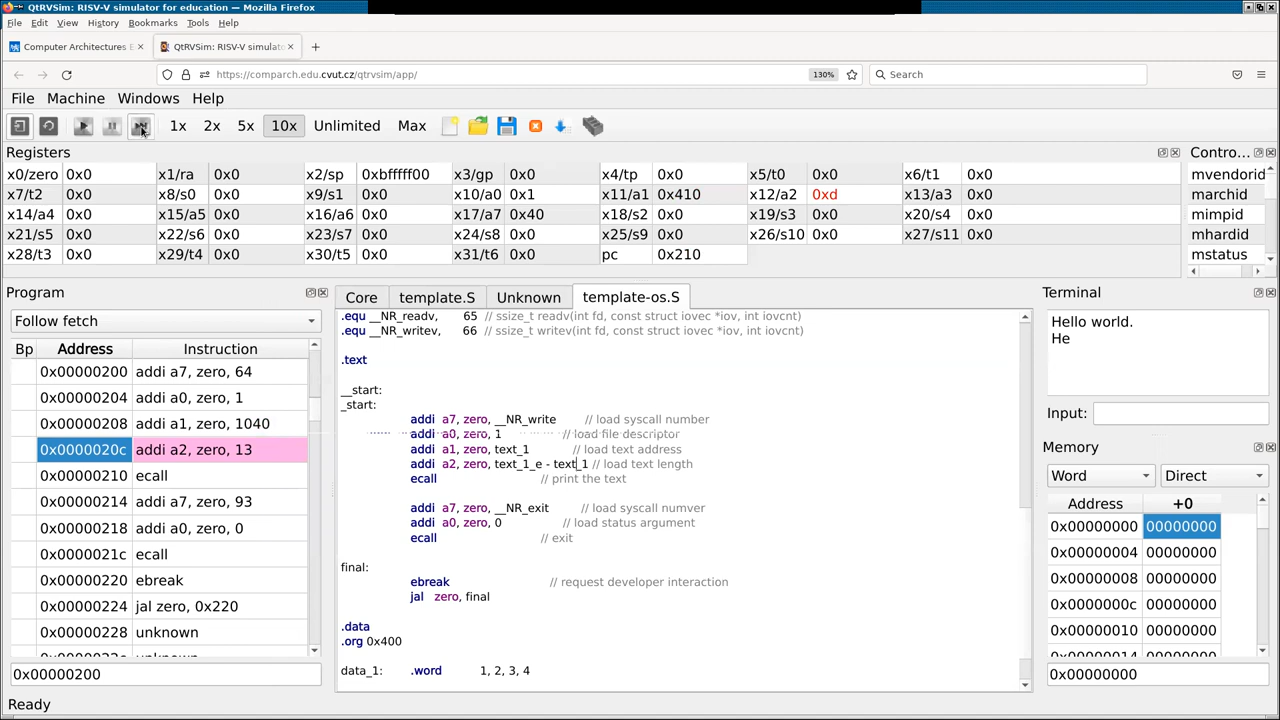 QtRVSim: RISV-V simulator for education — Mozilla Firefox
File Edit View History Bookmarks Tools Help
Computer Architectures E QtRVSim: RISV-V simulato
https://comparch.edu.cvut.cz/qtrvsim/app/ 130% Search
File Machine Windows Help
1x 2x 5x 10x Unlimited Max
Registers
x0/zero 0x0 x1/ra 0x0 x2/sp 0xbfffff00 x3/gp 0x0 x4/tp 0x0 x5/t0 0x0 x6/t1 0x0
x7/t2 0x0 x8/s0 0x0 x9/s1 0x0 x10/a0 0x1 x11/a1 0x410 x12/a2 0xd x13/a3 0x0
x14/a4 0x0 x15/a5 0x0 x16/a6 0x0 x17/a7 0x40 x18/s2 0x0 x19/s3 0x0 x20/s4 0x0
x21/s5 0x0 x22/s6 0x0 x23/s7 0x0 x24/s8 0x0 x25/s9 0x0 x26/s10 0x0 x27/s11 0x0
x28/t3 0x0 x29/t4 0x0 x30/t5 0x0 x31/t6 0x0 pc 0x210
Contro...
mvendorid
marchid
mimpid
mhardid
mstatus
Program
Follow fetch
Bp Address Instruction
0x00000200 addi a7, zero, 64
0x00000204 addi a0, zero, 1
0x00000208 addi a1, zero, 1040
0x0000020c addi a2, zero, 13
0x00000210 ecall
0x00000214 addi a7, zero, 93
0x00000218 addi a0, zero, 0
0x0000021c ecall
0x00000220 ebreak
0x00000224 jal zero, 0x220
0x00000228 unknown
0x00000200
Core template.S Unknown template-os.S
.equ __NR_readv, 65 // ssize_t readv(int fd, const struct iovec *iov, int iovcnt)
.equ __NR_writev, 66 // ssize_t writev(int fd, const struct iovec *iov, int iovcnt)
.text
__start:
_start:
addi a7, zero, __NR_write // load syscall number
addi a0, zero, 1 // load file descriptor
addi a1, zero, text_1 // load text address
addi a2, zero, text_1_e - text_1 // load text length
ecall // print the text
addi a7, zero, __NR_exit // load syscall numver
addi a0, zero, 0 // load status argument
ecall // exit
final:
ebreak // request developer interaction
jal zero, final
.data
.org 0x400
data_1: .word 1, 2, 3, 4
Terminal
Hello world.
He
Input:
Memory
Word Direct
Address +0
0x00000000 00000000
0x00000004 00000000
0x00000008 00000000
0x0000000c 00000000
0x00000010 00000000
0x00000014 00000000
0x00000000
Ready